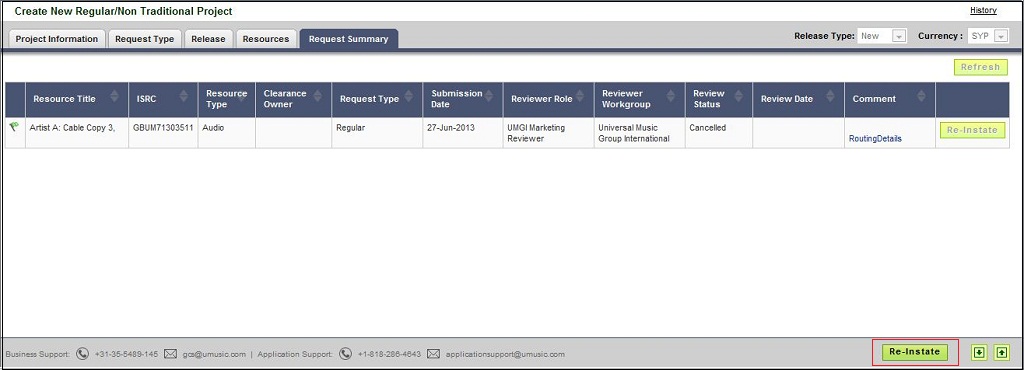 Create New Regular/Non Traditional Project
History
Project Information
Request Type
Release
Resources
Request Summary
Release Type: New
Currency : SYP
Refresh
Resource Title
ISRC
Resource Type
Clearance Owner
Request Type
Submission Date
Reviewer Role
Reviewer Workgroup
Review Status
Review Date
Comment
Artist A: Cable Copy 3,
GBUM71303511
Audio
Regular
27-Jun-2013
UMGI Marketing Reviewer
Universal Music Group International
Cancelled
RoutingDetails
Re-Instate
Business Support: +31-35-5489-145 gcs@umusic.com | Application Support: +1-818-286-4643 applicationsupport@umusic.com
Re-Instate